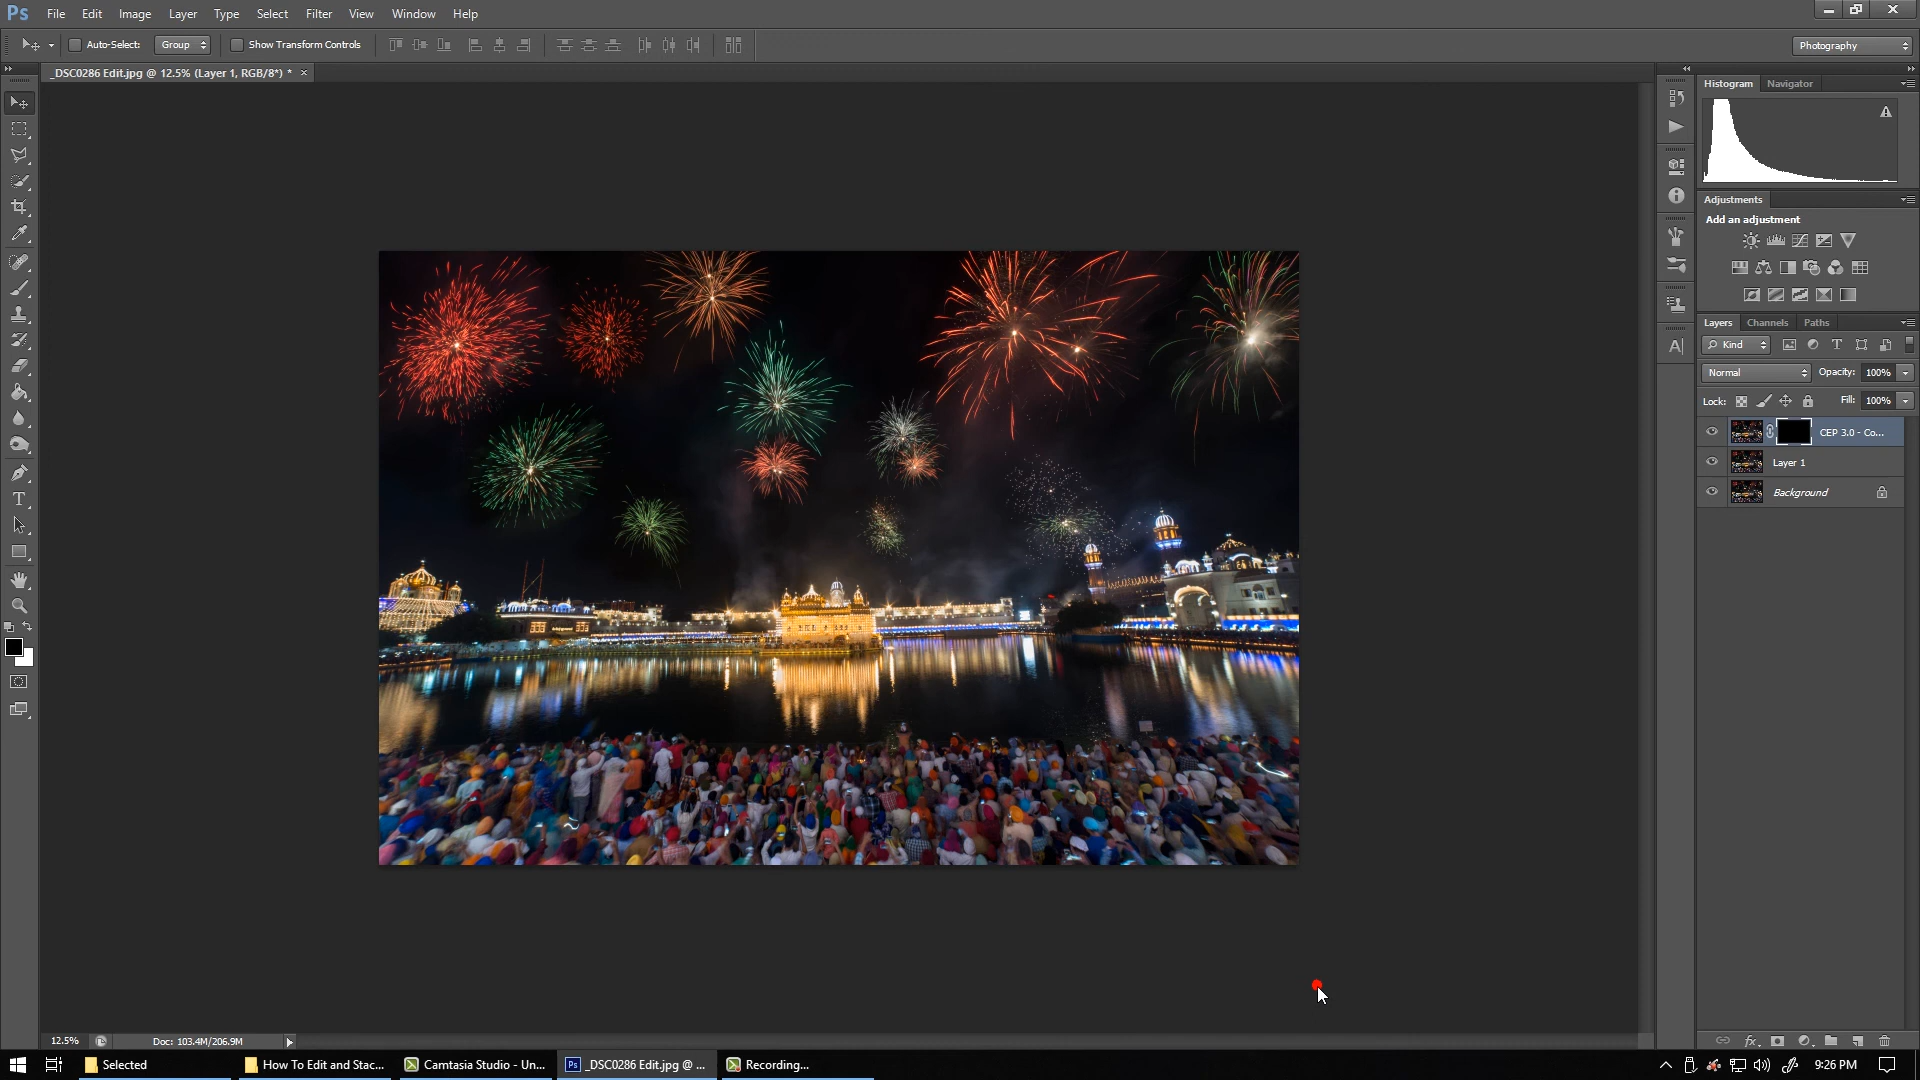 Ps File Edit Image Layer Type Select Filter View Window Help
Auto-Select: Group Show Transform Controls Photography
_DSC0286 Edit.jpg @ 12.5% (Layer 1, RGB/8*) * ×
Histogram Navigator
Adjustments
Add an adjustment
Layers Channels Paths
Kind
Normal Opacity: 100%
Lock: Fill: 100%
CEP 3.0 - Co...
Layer 1
Background
12.5% Doc: 103.4M/206.9M
Selected How To Edit and Stac... Camtasia Studio - Un... Ps _DSC0286 Edit.jpg @ ... Recording... 9:26 PM